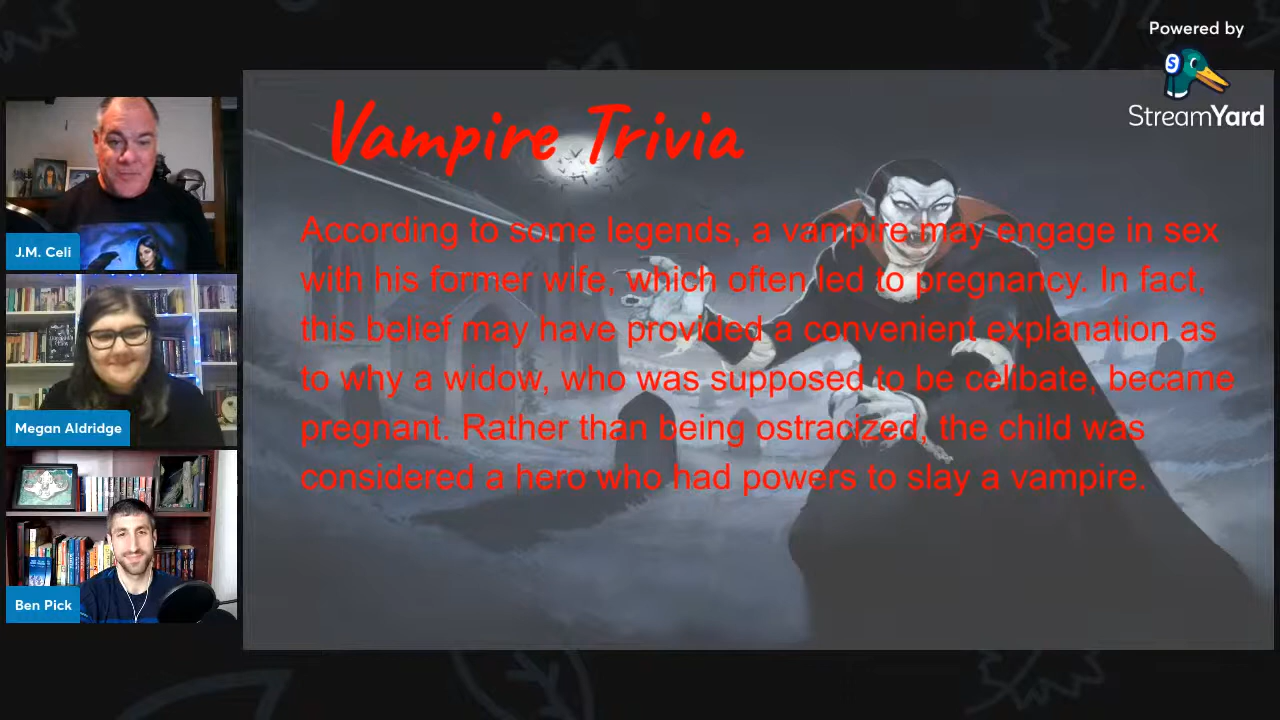 Powered by
StreamYard
Vampire Trivia
According to some legends, a vampire may engage in sex
with his former wife, which often led to pregnancy. In fact,
this belief may have provided a convenient explanation as
to why a widow, who was supposed to be celibate, became
pregnant. Rather than being ostracized, the child was
considered a hero who had powers to slay a vampire.
J.M. Celi
Megan Aldridge
Ben Pick